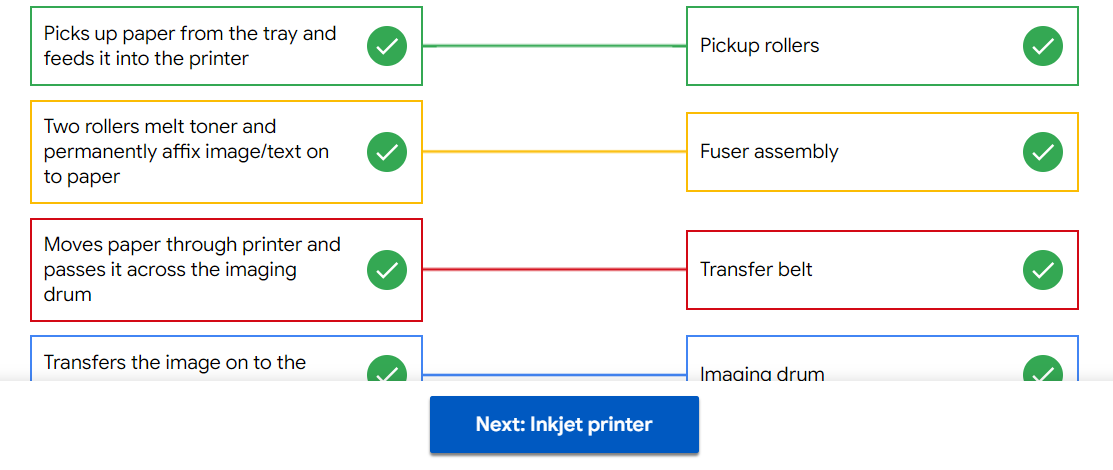 Picks up paper from the tray and
feeds it into the printer
Pickup rollers
Two rollers melt toner and
permanently affix image/text on
to paper
Fuser assembly
Moves paper through printer and
passes it across the imaging
drum
Transfer belt
Transfers the image on to the
Imaging drum
Next: Inkjet printer